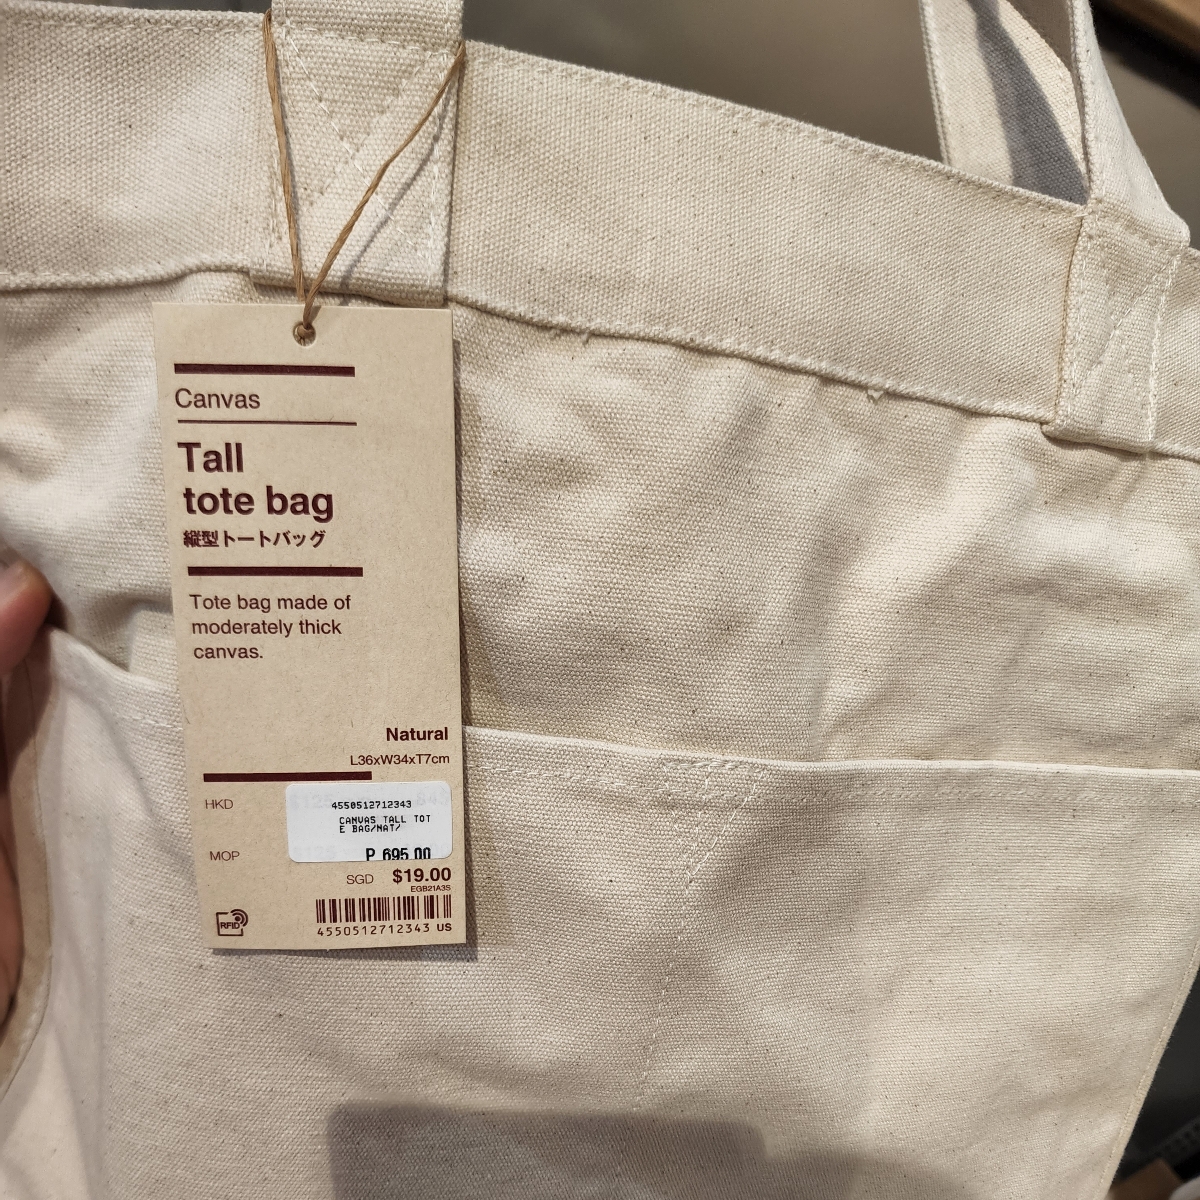 Canvas
Tall
tote bag
縦型トートバッグ
Tote bag made of
moderately thick
canvas.
Natural
L36xW34xT7cm
HKD
4550512712343
CANVAS TALL TOT
E BAG/NAT/
MOP
P 695.00
SGD $19.00
EGB21A3S
RFID
4550512712343 US